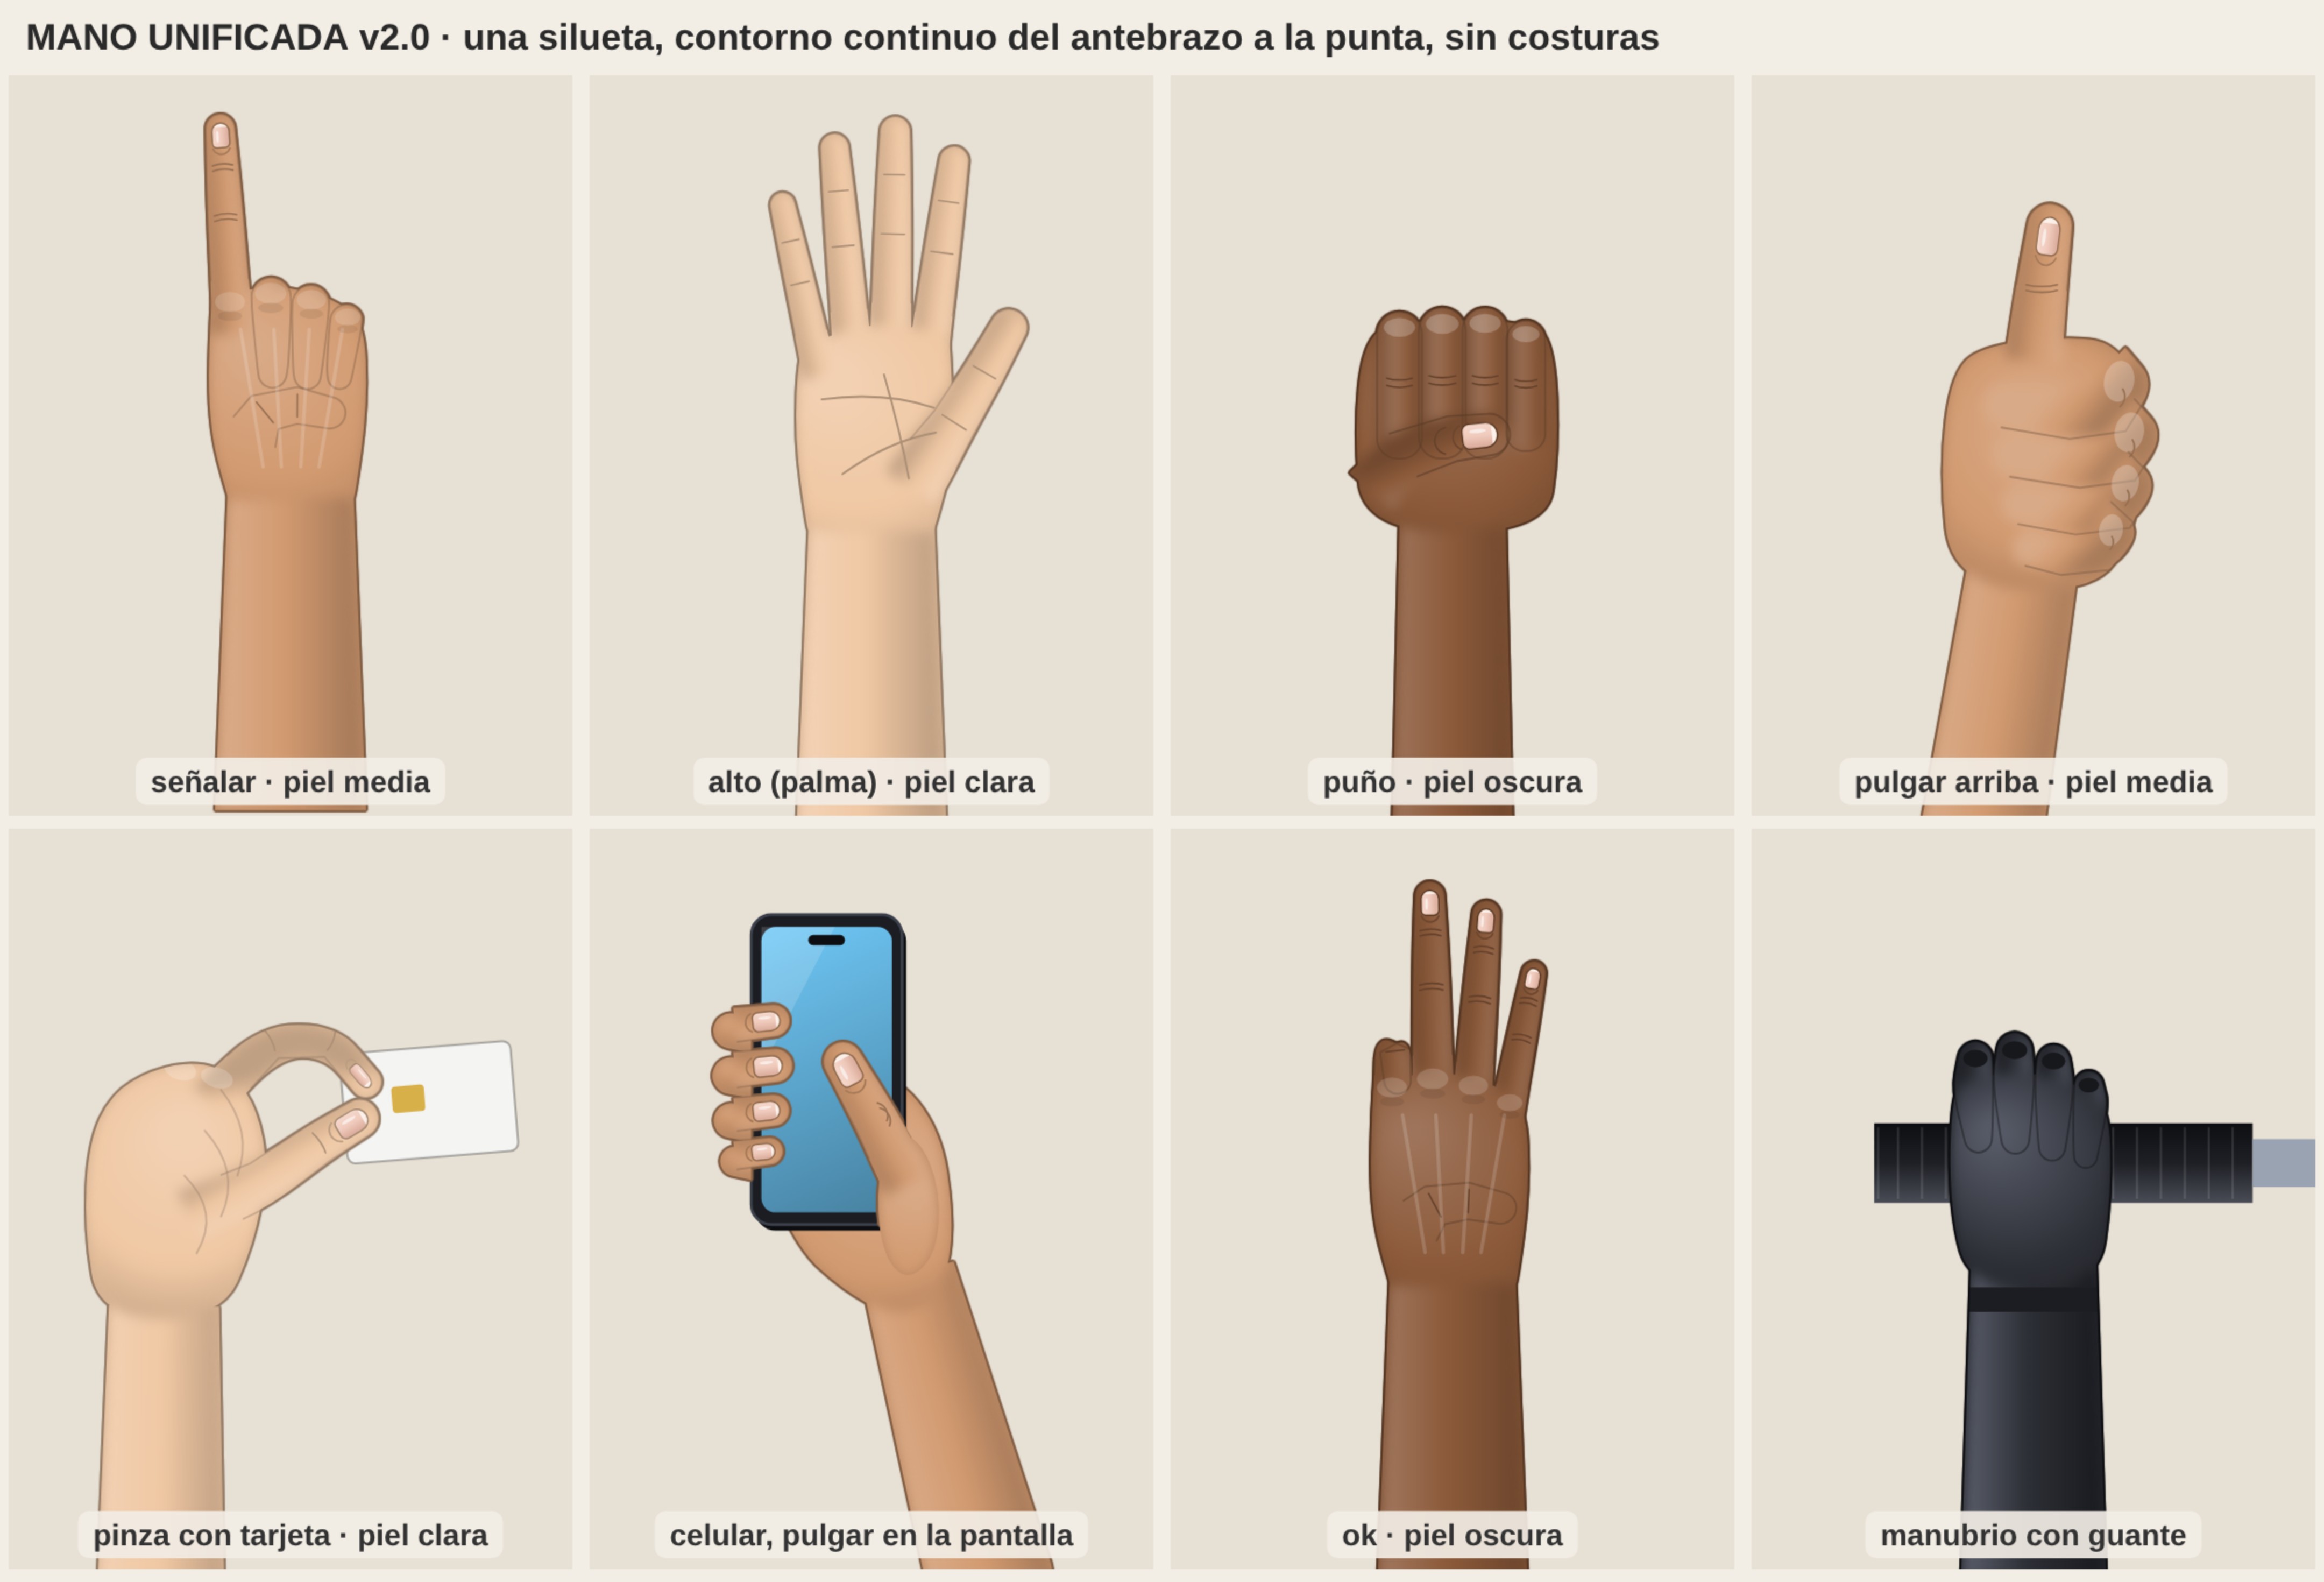 MANO UNIFICADA v2.0 · una silueta, contorno continuo del antebrazo a la punta, sin costuras
señalar · piel media
alto (palma) · piel clara
puño · piel oscura
pulgar arriba · piel media
pinza con tarjeta · piel clara
celular, pulgar en la pantalla
ok · piel oscura
manubrio con guante